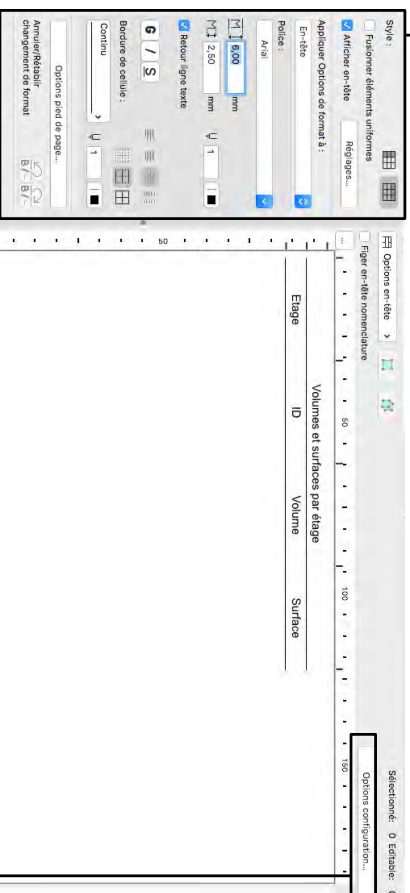 Style :
Fusionner éléments uniformes
Afficher en-tête Réglages...
Appliquer Options de format à :
En-tête
Police :
Arial
M 6,00 mm
M 2,50 mm 1
Retour ligne texte
G I S
Bordure de cellule :
Continu 1
Options pied de page...
Annuler/Rétablir
changement de format
B/ B/
Options en-tête
Sélectionné: 0 Editable:
Figer en-tête nomenclature
Options configuration...
... 50 100 150
Volumes et surfaces par étage
Etage ID Volume Surface
50